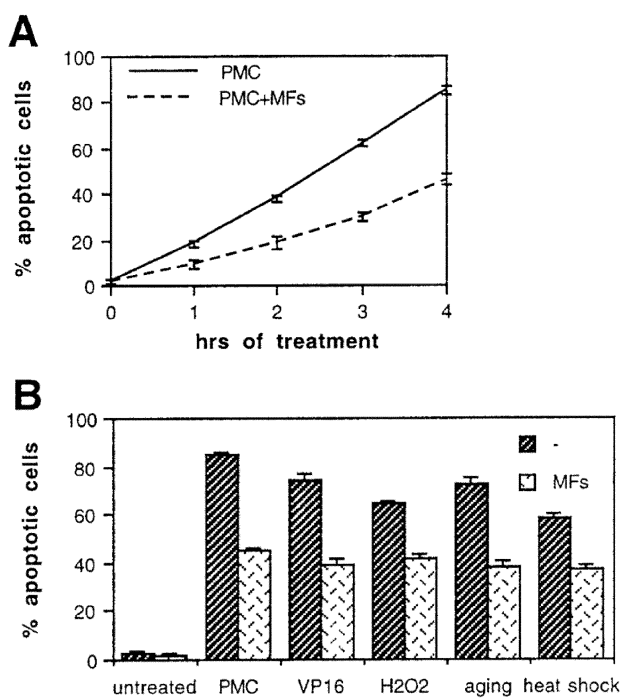 A
100
80
60
40
20
0
% apoptotic cells
PMC
PMC+MFs
0 1 2 3 4
hrs of treatment
B
100
80
60
40
20
0
% apoptotic cells
-
MFs
untreated PMC VP16 H2O2 aging heat shock